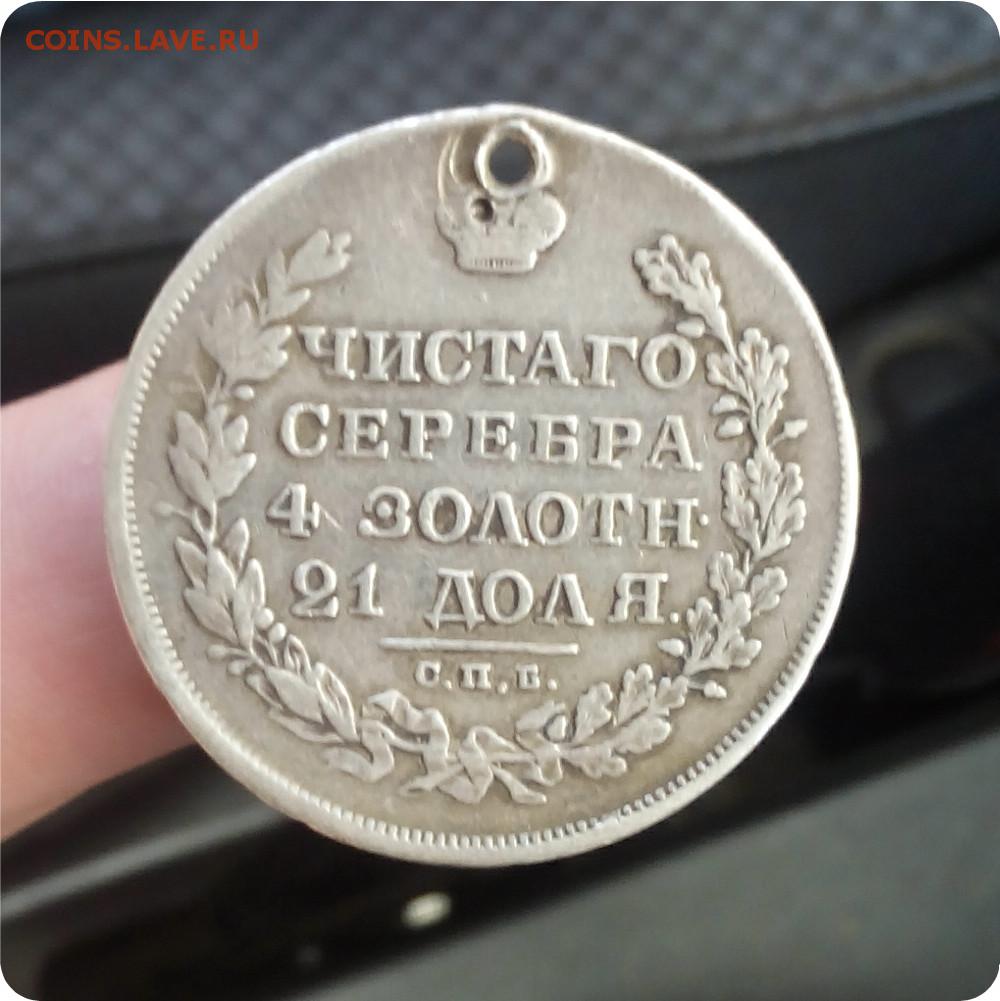 COINS.LAVE.RU
ЧИСТАГО
СЕРЕБРА
4 ЗОЛОТН·
21 ДОЛЯ.
С.П.Б.